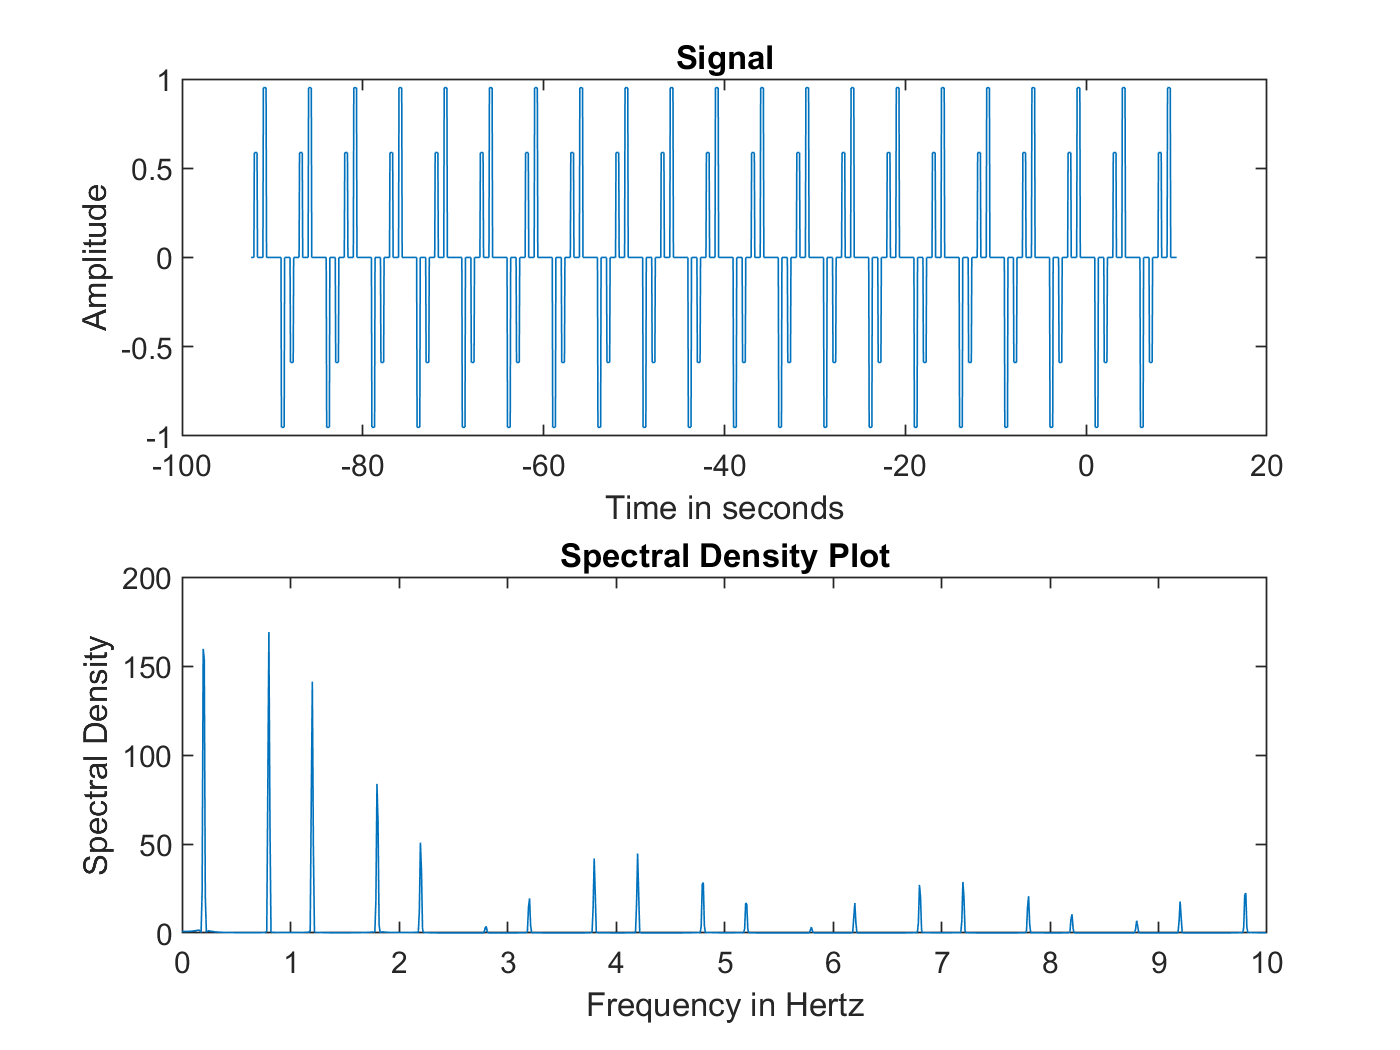 Signal
1
0.5
0
-0.5
-1
Amplitude
-100 -80 -60 -40 -20 0 20
Time in seconds
Spectral Density Plot
200
150
100
50
0
Spectral Density
0 1 2 3 4 5 6 7 8 9 10
Frequency in Hertz